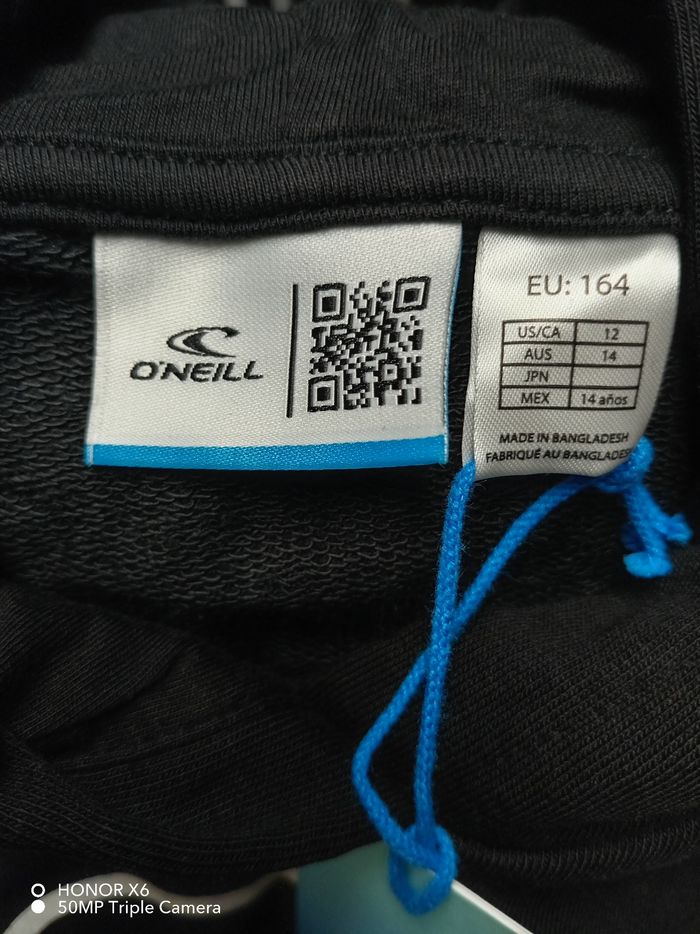 O'NEILL
EU: 164
US/CA 12
AUS 14
JPN
MEX 14 años
MADE IN BANGLADESH
FABRIQUÉ AU BANGLADESH
HONOR X6
50MP Triple Camera